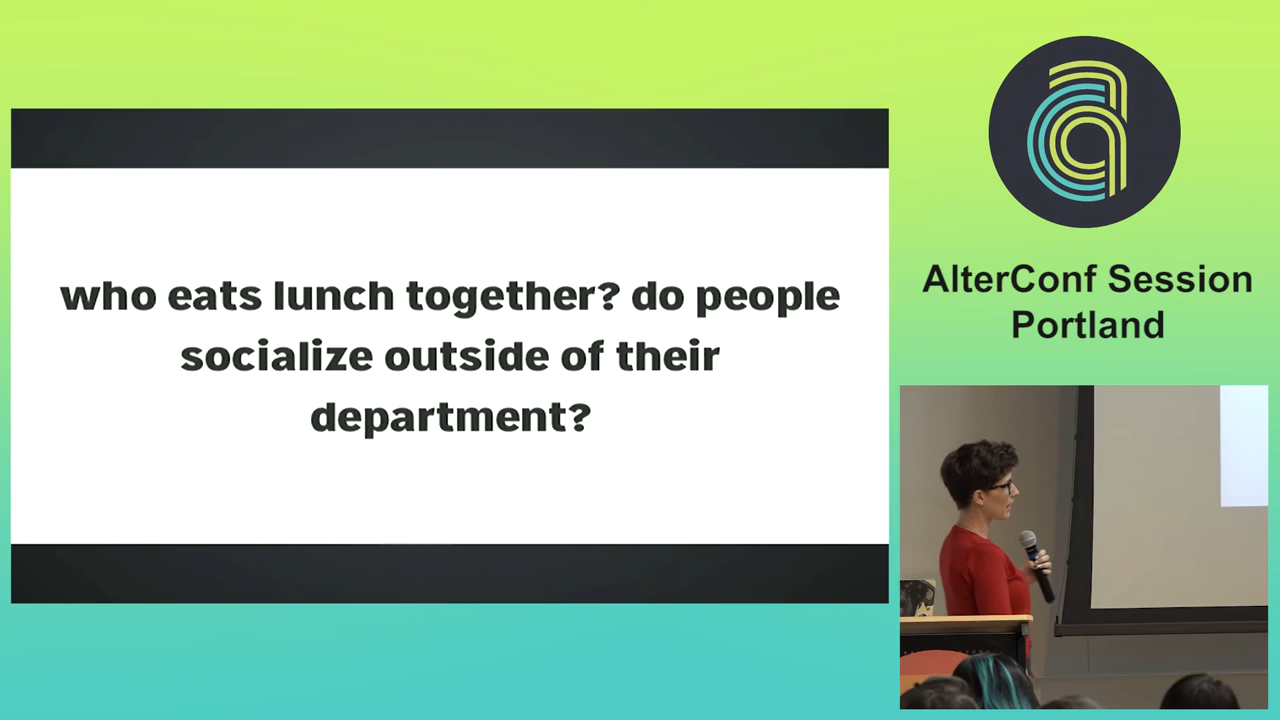 who eats lunch together? do people
socialize outside of their
department?
AlterConf Session
Portland